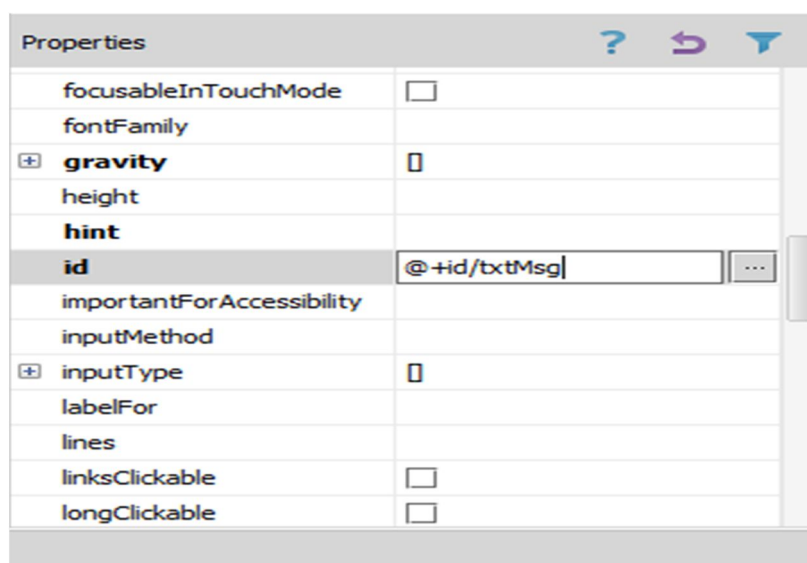 Properties ?
focusableInTouchMode
fontFamily
gravity []
height
hint
id @+id/txtMsg ...
importantForAccessibility
inputMethod
inputType []
labelFor
lines
linksClickable
longClickable